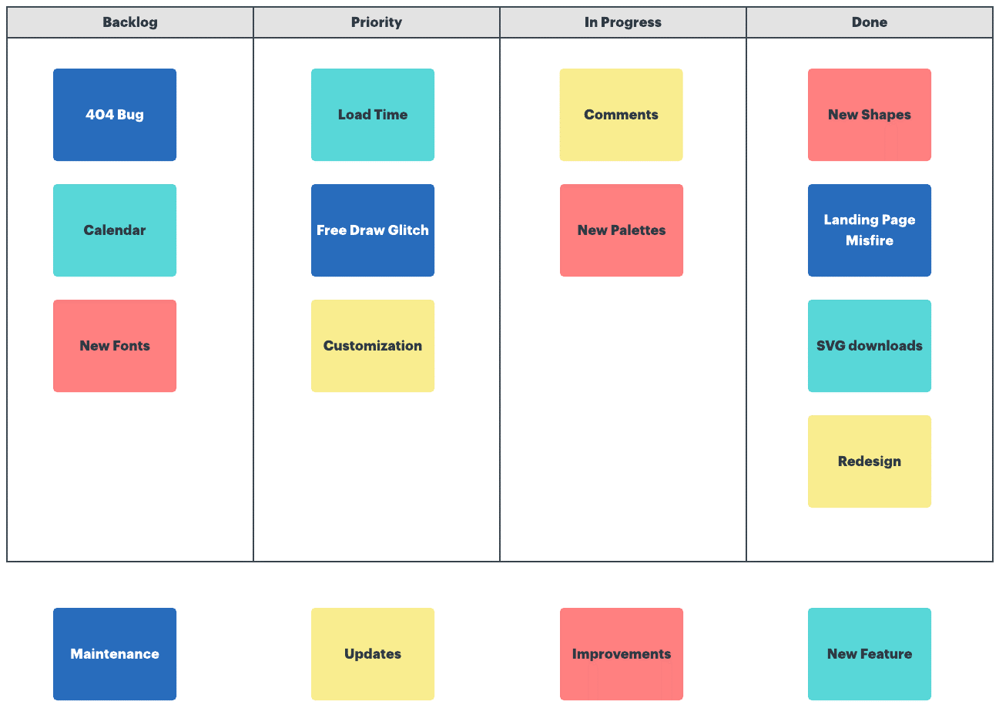 Backlog
Priority
In Progress
Done
404 Bug
Load Time
Comments
New Shapes
Calendar
Free Draw Glitch
New Palettes
Landing Page
Misfire
New Fonts
Customization
SVG downloads
Redesign
Maintenance
Updates
Improvements
New Feature